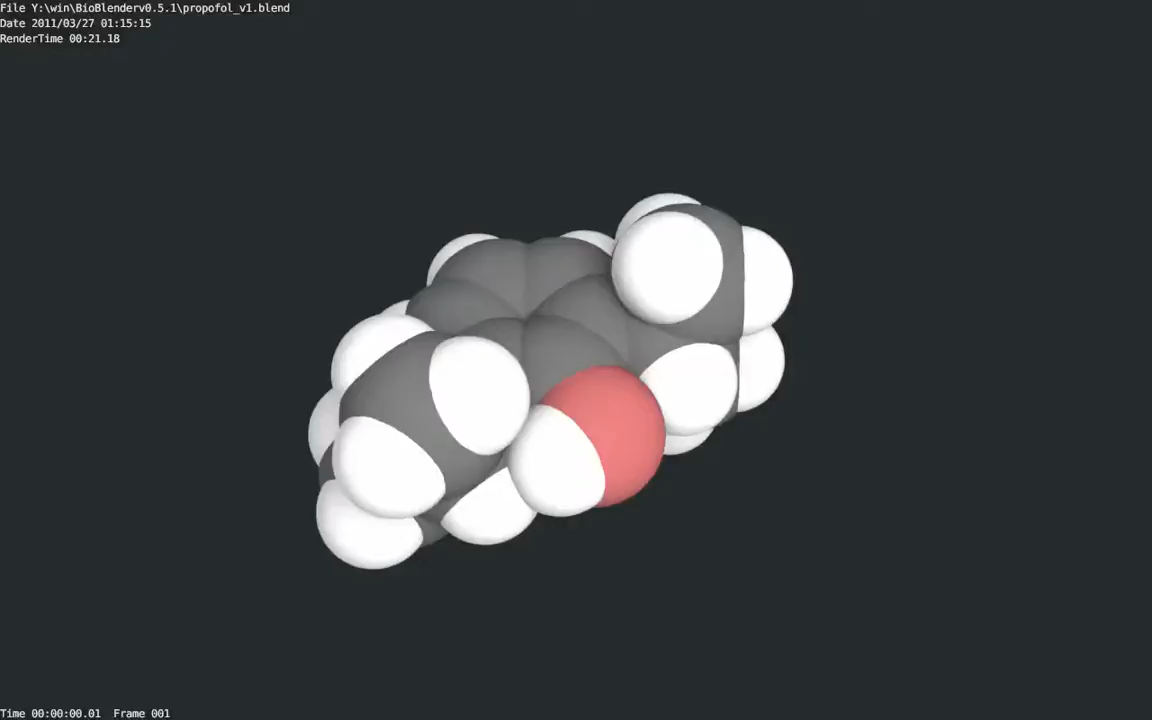 File Y:\win\BioBlenderv0.5.1\propofol_v1.blend
Date 2011/03/27 01:15:15
RenderTime 00:21.18
Time 00:00:00.01  Frame 001